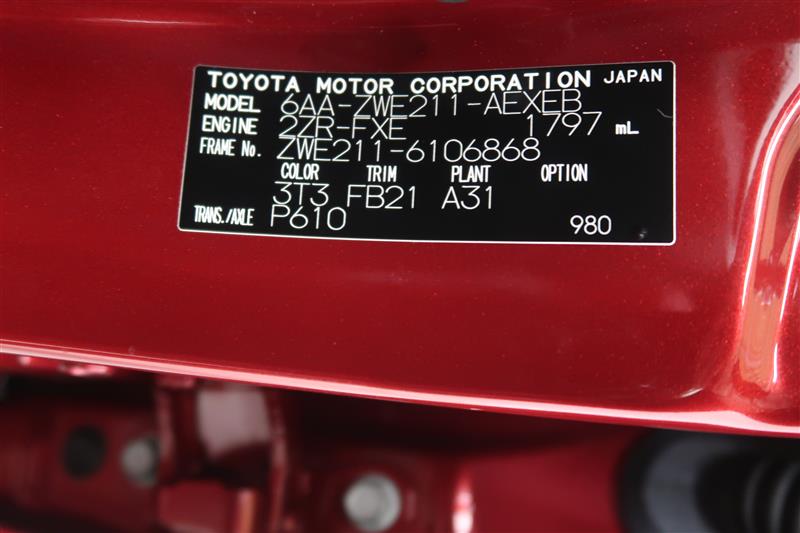 TOYOTA MOTOR CORPORATION JAPAN
MODEL 6AA-ZWE211-AEXEB
ENGINE 2ZR-FXE 1797 mL
FRAME No. ZWE211-6106868
COLOR TRIM PLANT OPTION
3T3 FB21 A31
TRANS./AXLE P610 980